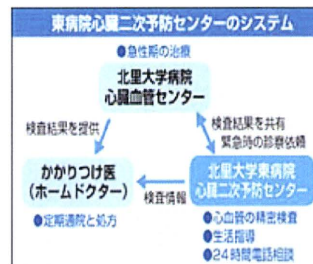 東病院心臓二次予防センターのシステム
●急性期の治療
北里大学病院
心臓血管センター
検査結果を提供
検査結果を共有
緊急時の診察依頼
かかりつけ医
(ホームドクター)
北里大学東病院
心臓二次予防センター
検査情報
●定期通院と処方
●心血管の精密検査
●生活指導
●24時間電話相談